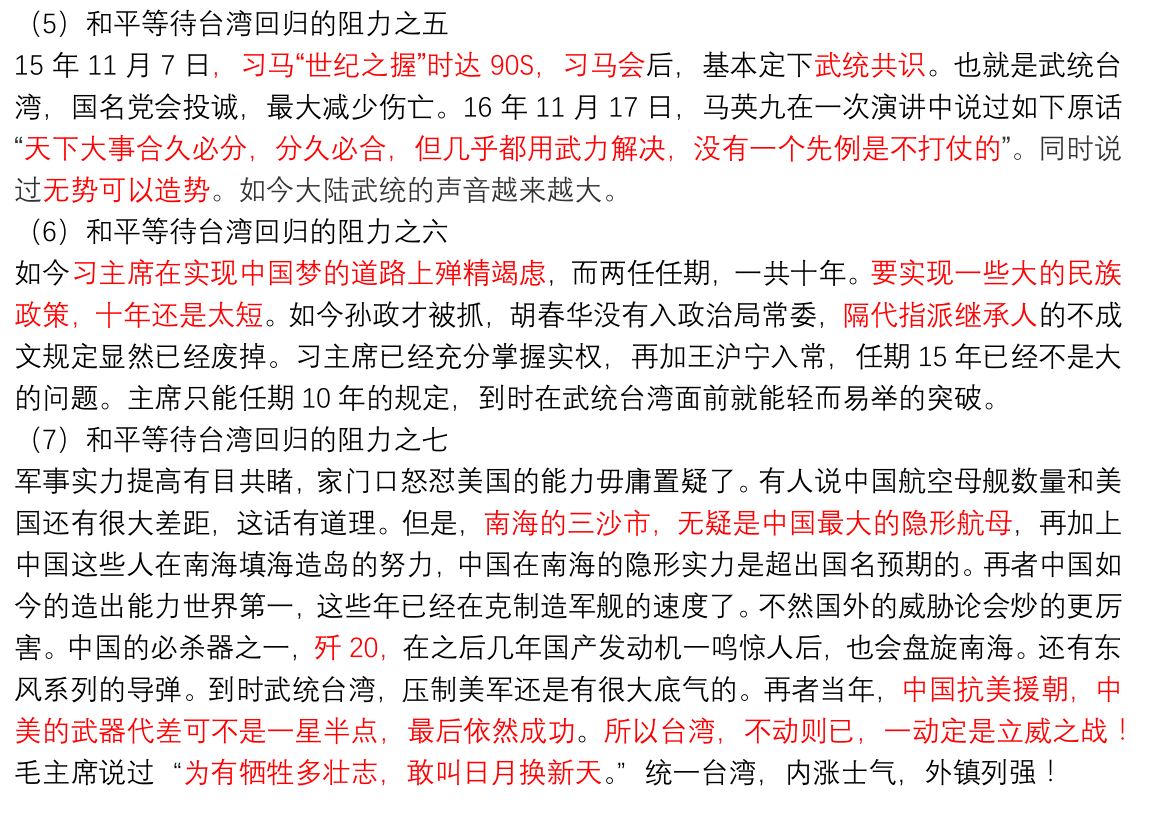 （5）和平等待台湾回归的阻力之五
15 年 11 月 7 日，习马“世纪之握”时达 90S，习马会后，基本定下武统共识。也就是武统台
湾，国名党会投诚，最大减少伤亡。16 年 11 月 17 日，马英九在一次演讲中说过如下原话
“天下大事合久必分，分久必合，但几乎都用武力解决，没有一个先例是不打仗的”。同时说
过无势可以造势。如今大陆武统的声音越来越大。
（6）和平等待台湾回归的阻力之六
如今习主席在实现中国梦的道路上殚精竭虑，而两任任期，一共十年。要实现一些大的民族
政策，十年还是太短。如今孙政才被抓，胡春华没有入政治局常委，隔代指派继承人的不成
文规定显然已经废掉。习主席已经充分掌握实权，再加王沪宁入常，任期 15 年已经不是大
的问题。主席只能任期 10 年的规定，到时在武统台湾面前就能轻而易举的突破。
（7）和平等待台湾回归的阻力之七
军事实力提高有目共睹，家门口怒怼美国的能力毋庸置疑了。有人说中国航空母舰数量和美
国还有很大差距，这话有道理。但是，南海的三沙市，无疑是中国最大的隐形航母，再加上
中国这些人在南海填海造岛的努力，中国在南海的隐形实力是超出国名预期的。再者中国如
今的造出能力世界第一，这些年已经在克制造军舰的速度了。不然国外的威胁论会炒的更厉
害。中国的必杀器之一，歼 20，在之后几年国产发动机一鸣惊人后，也会盘旋南海。还有东
风系列的导弹。到时武统台湾，压制美军还是有很大底气的。再者当年，中国抗美援朝，中
美的武器代差可不是一星半点，最后依然成功。所以台湾，不动则已，一动定是立威之战！
毛主席说过 “为有牺牲多壮志，敢叫日月换新天。” 统一台湾，内涨士气，外镇列强！